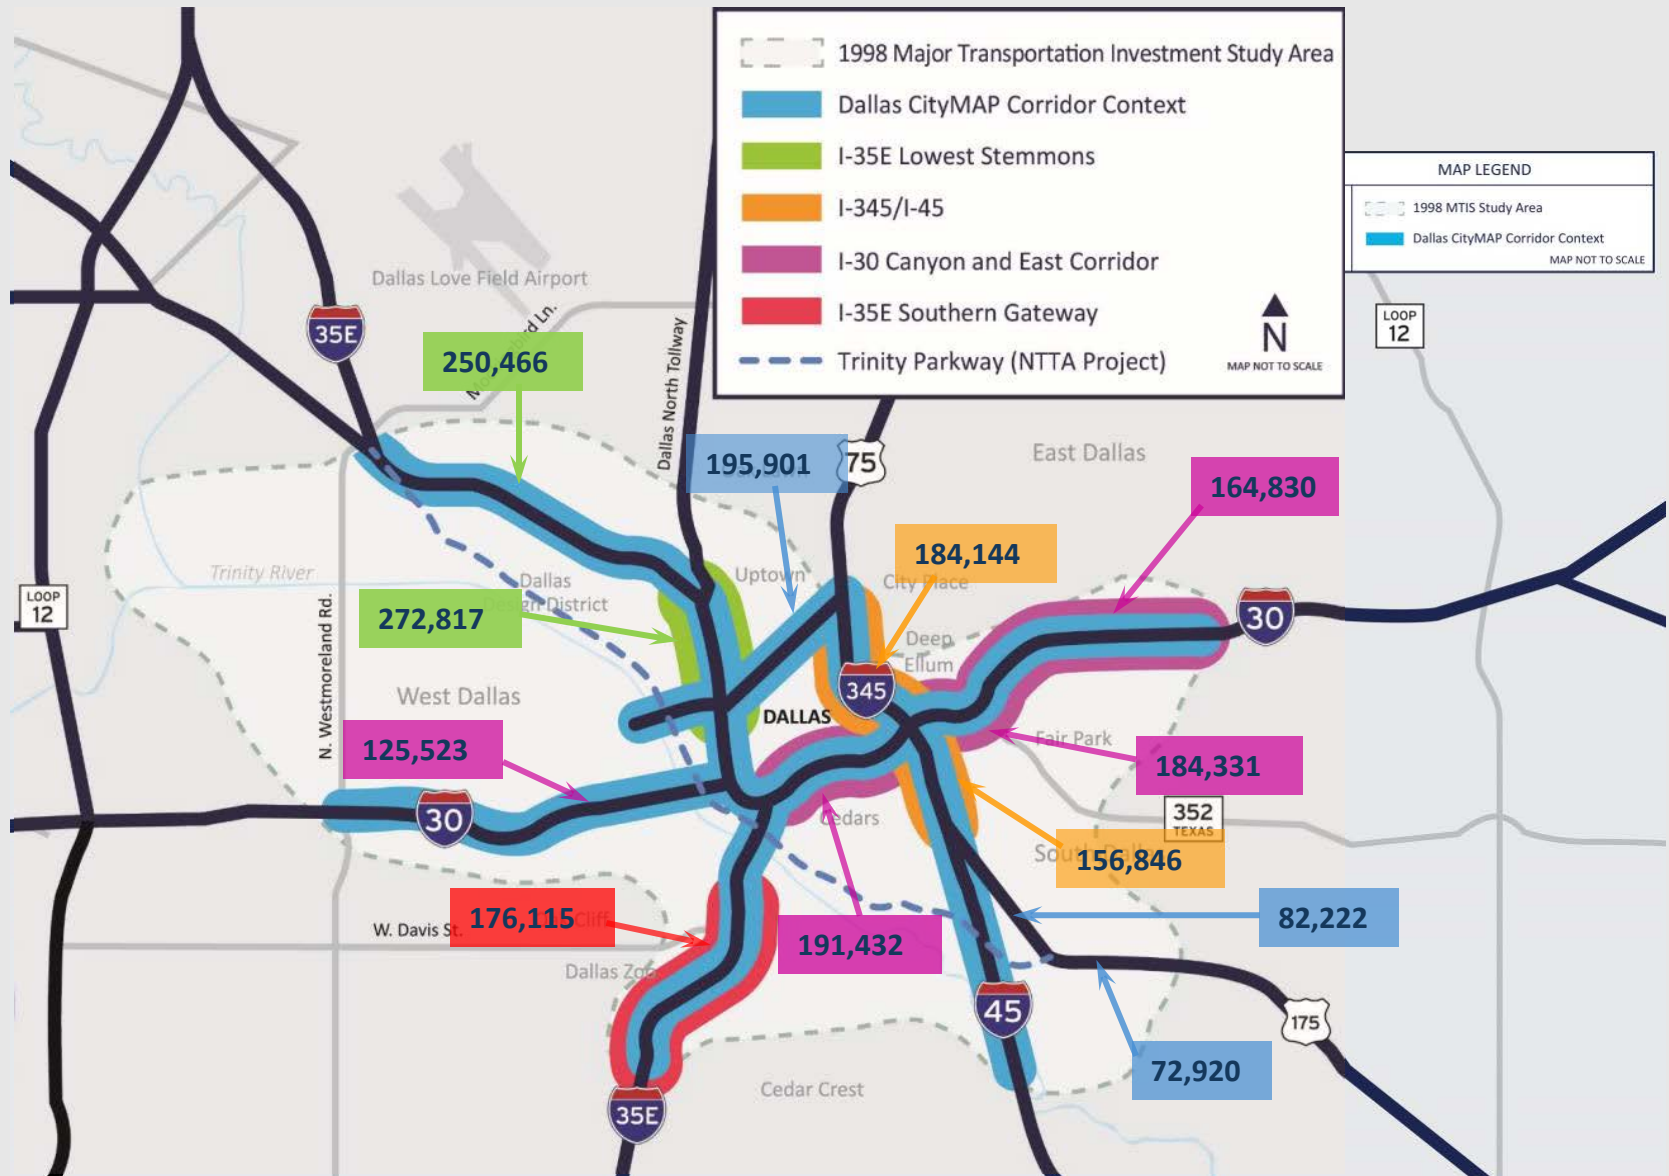 1998 Major Transportation Investment Study Area
Dallas CityMAP Corridor Context
I-35E Lowest Stemmons
I-345/I-45
I-30 Canyon and East Corridor
I-35E Southern Gateway
Trinity Parkway (NTTA Project)
N
MAP NOT TO SCALE
MAP LEGEND
1998 MTIS Study Area
Dallas CityMAP Corridor Context
MAP NOT TO SCALE
Dallas Love Field Airport
LOOP
12
35E
Dallas North Tollway
250,466
195,901
75
East Dallas
164,830
184,144
Trinity River
Dallas
Design District
Uptown
City Place
LOOP
12
272,817
N. Westmoreland Rd.
30
Deep
Ellum
West Dallas
345
DALLAS
125,523
Fair Park
184,331
30
Cedars
352
TEXAS
South Dallas
156,846
176,115
W. Davis St.
191,432
82,222
Dallas Zoo
45
175
72,920
Cedar Crest
35E